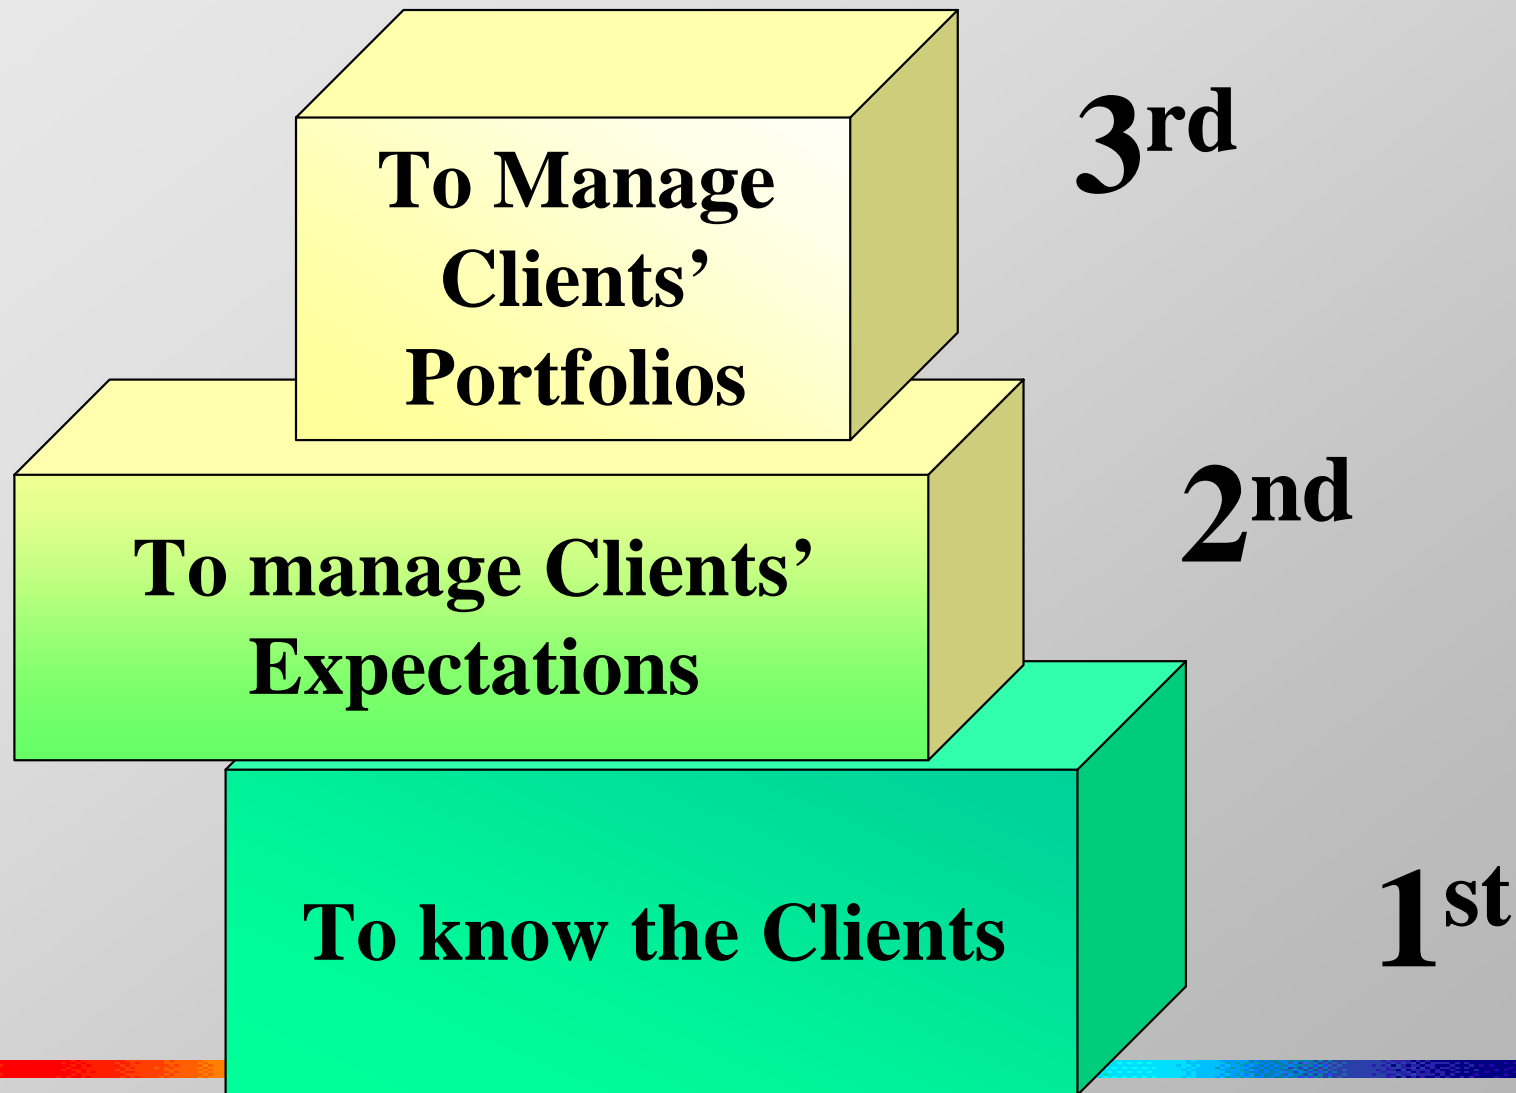 To Manage
Clients’
Portfolios
3rd
To manage Clients’
Expectations
2nd
To know the Clients
1st